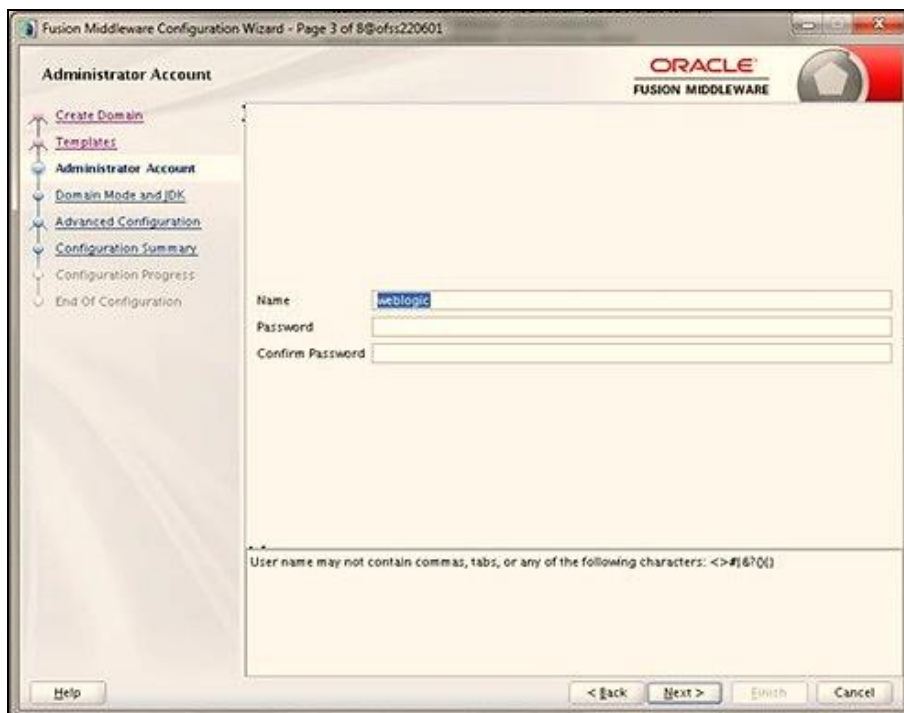 Fusion Middleware Configuration Wizard - Page 3 of 8@ofss220601
Administrator Account
ORACLE
FUSION MIDDLEWARE
Create Domain
Templates
Administrator Account
Domain Mode and JDK
Advanced Configuration
Configuration Summary
Configuration Progress
End Of Configuration
Name weblogic
Password
Confirm Password
User name may not contain commas, tabs, or any of the following characters:
Help
< Back
Next >
Finish
Cancel